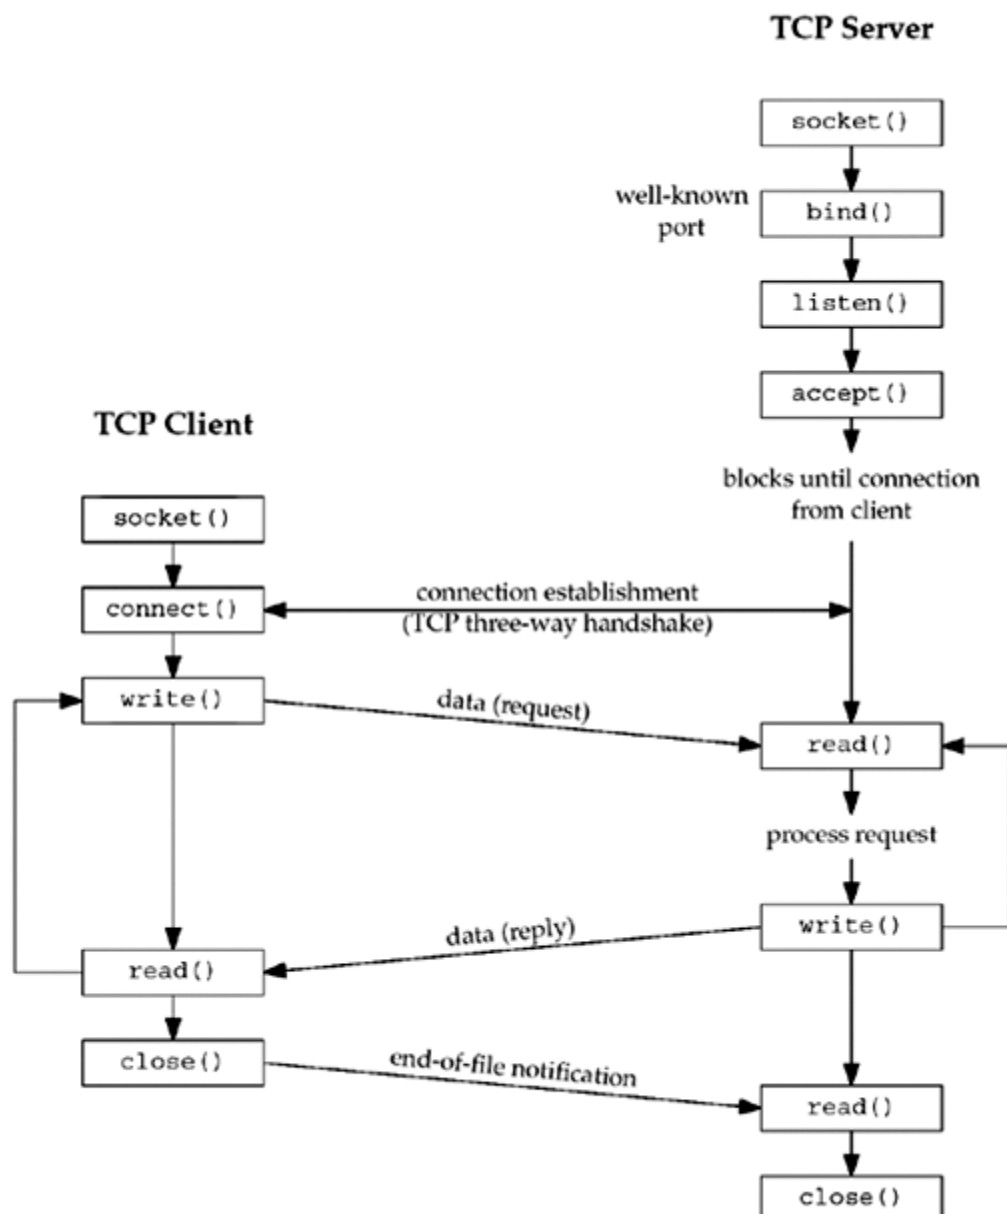 TCP Server
socket()
well-known
port
bind()
listen()
accept()
TCP Client
blocks until connection
from client
socket()
connect()
connection establishment
(TCP three-way handshake)
write()
data (request)
read()
process request
write()
data (reply)
read()
close()
end-of-file notification
read()
close()